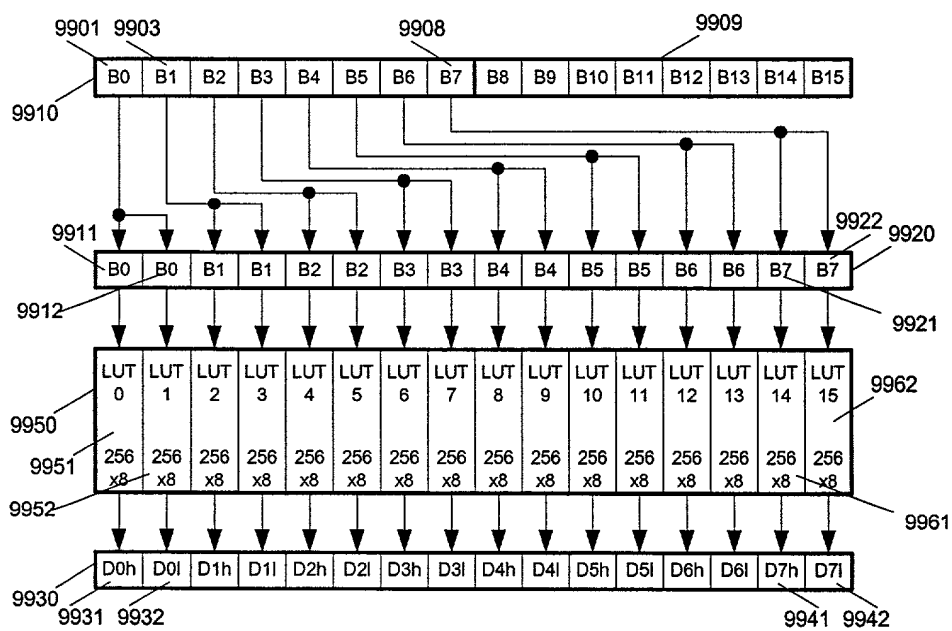 9901 9903 9908 9909
B0 B1 B2 B3 B4 B5 B6 B7 B8 B9 B10 B11 B12 B13 B14 B15
9910
9911 9922
9920
B0 B0 B1 B1 B2 B2 B3 B3 B4 B4 B5 B5 B6 B6 B7 B7
9912 9921
LUT LUT LUT LUT LUT LUT LUT LUT LUT LUT LUT LUT LUT LUT LUT LUT
0 1 2 3 4 5 6 7 8 9 10 11 12 13 14 15
9962
9950
9951
256 256 256 256 256 256 256 256 256 256 256 256 256 256 256 256
x8 x8 x8 x8 x8 x8 x8 x8 x8 x8 x8 x8 x8 x8 x8 x8
9952 9961
D0h D0l D1h D1l D2h D2l D3h D3l D4h D4l D5h D5l D6h D6l D7h D7l
9930
9931 9932 9941 9942